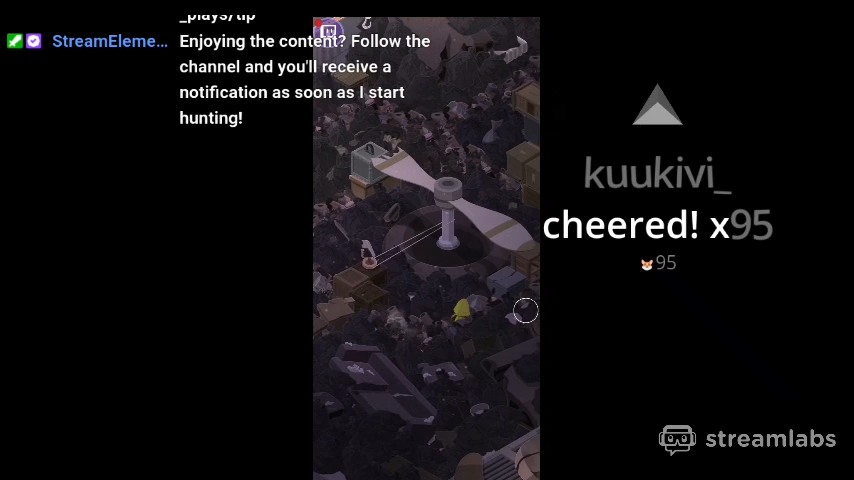 _plays/tip
StreamEleme... Enjoying the content? Follow the
channel and you'll receive a
notification as soon as I start
hunting!
kuukivi_
cheered! x95
95
streamlabs